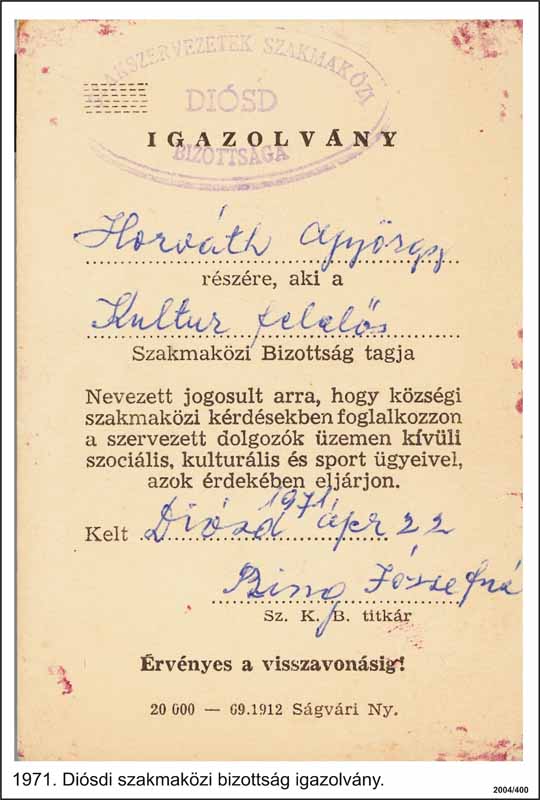 SZAKSZERVEZETEK SZAKMAKÖZI
DIÓSD
BIZOTTSÁGA
IGAZOLVÁNY
Horváth György
részére, aki a
Kultur felelős
Szakmaközi Bizottság tagja
Nevezett jogosult arra, hogy községi
szakmaközi kérdésekben foglalkozzon
a szervezett dolgozók üzemen kívüli
szociális, kulturális és sport ügyeivel,
azok érdekében eljárjon.
Kelt Diósd 1971. ápr 22
Józsefné
Sz. K. B. titkár
Érvényes a visszavonásig!
20 000 — 69.1912 Ságvári Ny.
1971. Diósdi szakmaközi bizottság igazolvány.
2004/400